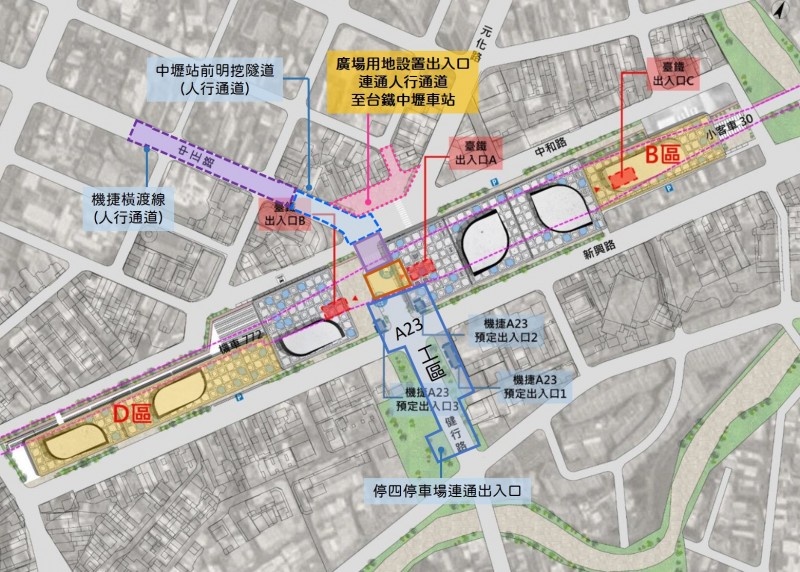 元化路
中壢站前明挖隧道
(人行通道)
廣場用地設置出入口
連通人行通道
至台鐵中壢車站
臺鐵
出入口C
小客車 30
中正路
臺鐵
出入口A
中和路
B區
機捷橫渡線
(人行通道)
臺鐵
出入口B
新興路
機車 772
A23
工區
機捷A23
預定出入口2
機捷A23
預定出入口1
機捷A23
預定出入口3
D區
健行路
停四停車場連通出入口
P
P
P